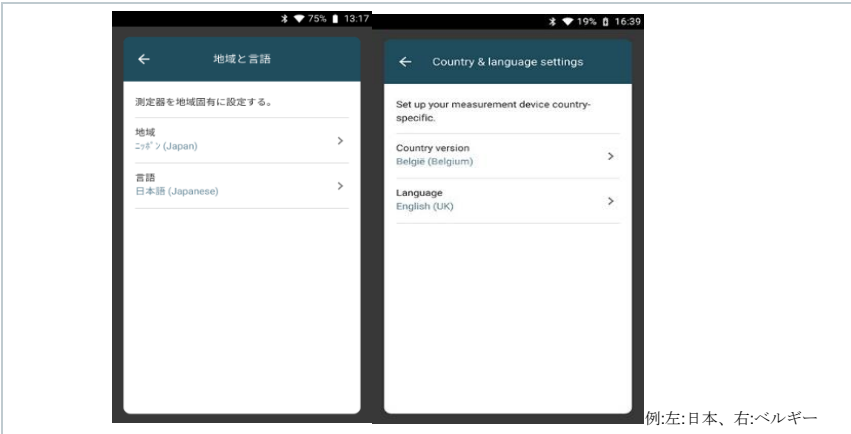 75% 13:17
地域と言語
測定器を地域固有に設定する。
地域
ニッポン (Japan)
言語
日本語 (Japanese)
19% 16:39
Country & language settings
Set up your measurement device country-
specific.
Country version
België (Belgium)
Language
English (UK)
例:左:日本、右:ベルギー